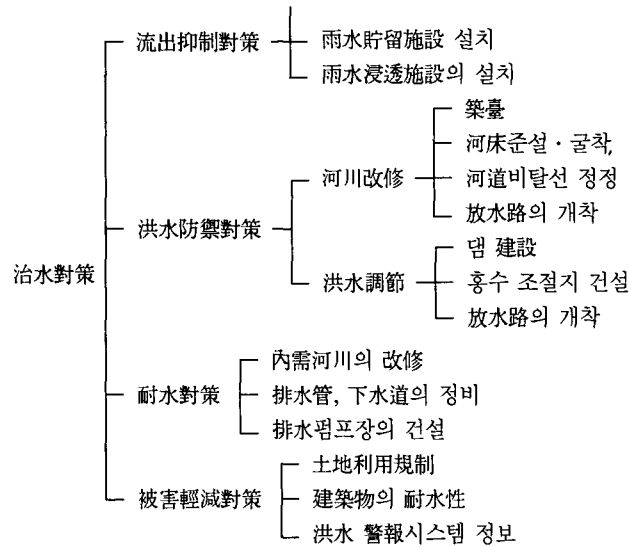 流出抑制對策
雨水貯留施設 설치
雨水浸透施設의 설치
治水對策
洪水防禦對策
河川改修
築臺
河床준설・굴착,
河道비탈선 정정
放水路의 개착
洪水調節
댐 建設
홍수 조절지 건설
放水路의 개착
耐水對策
內需河川의 改修
排水管, 下水道의 정비
排水펌프장의 건설
被害輕減對策
土地利用規制
建築物의 耐水性
洪水 警報시스템 정보